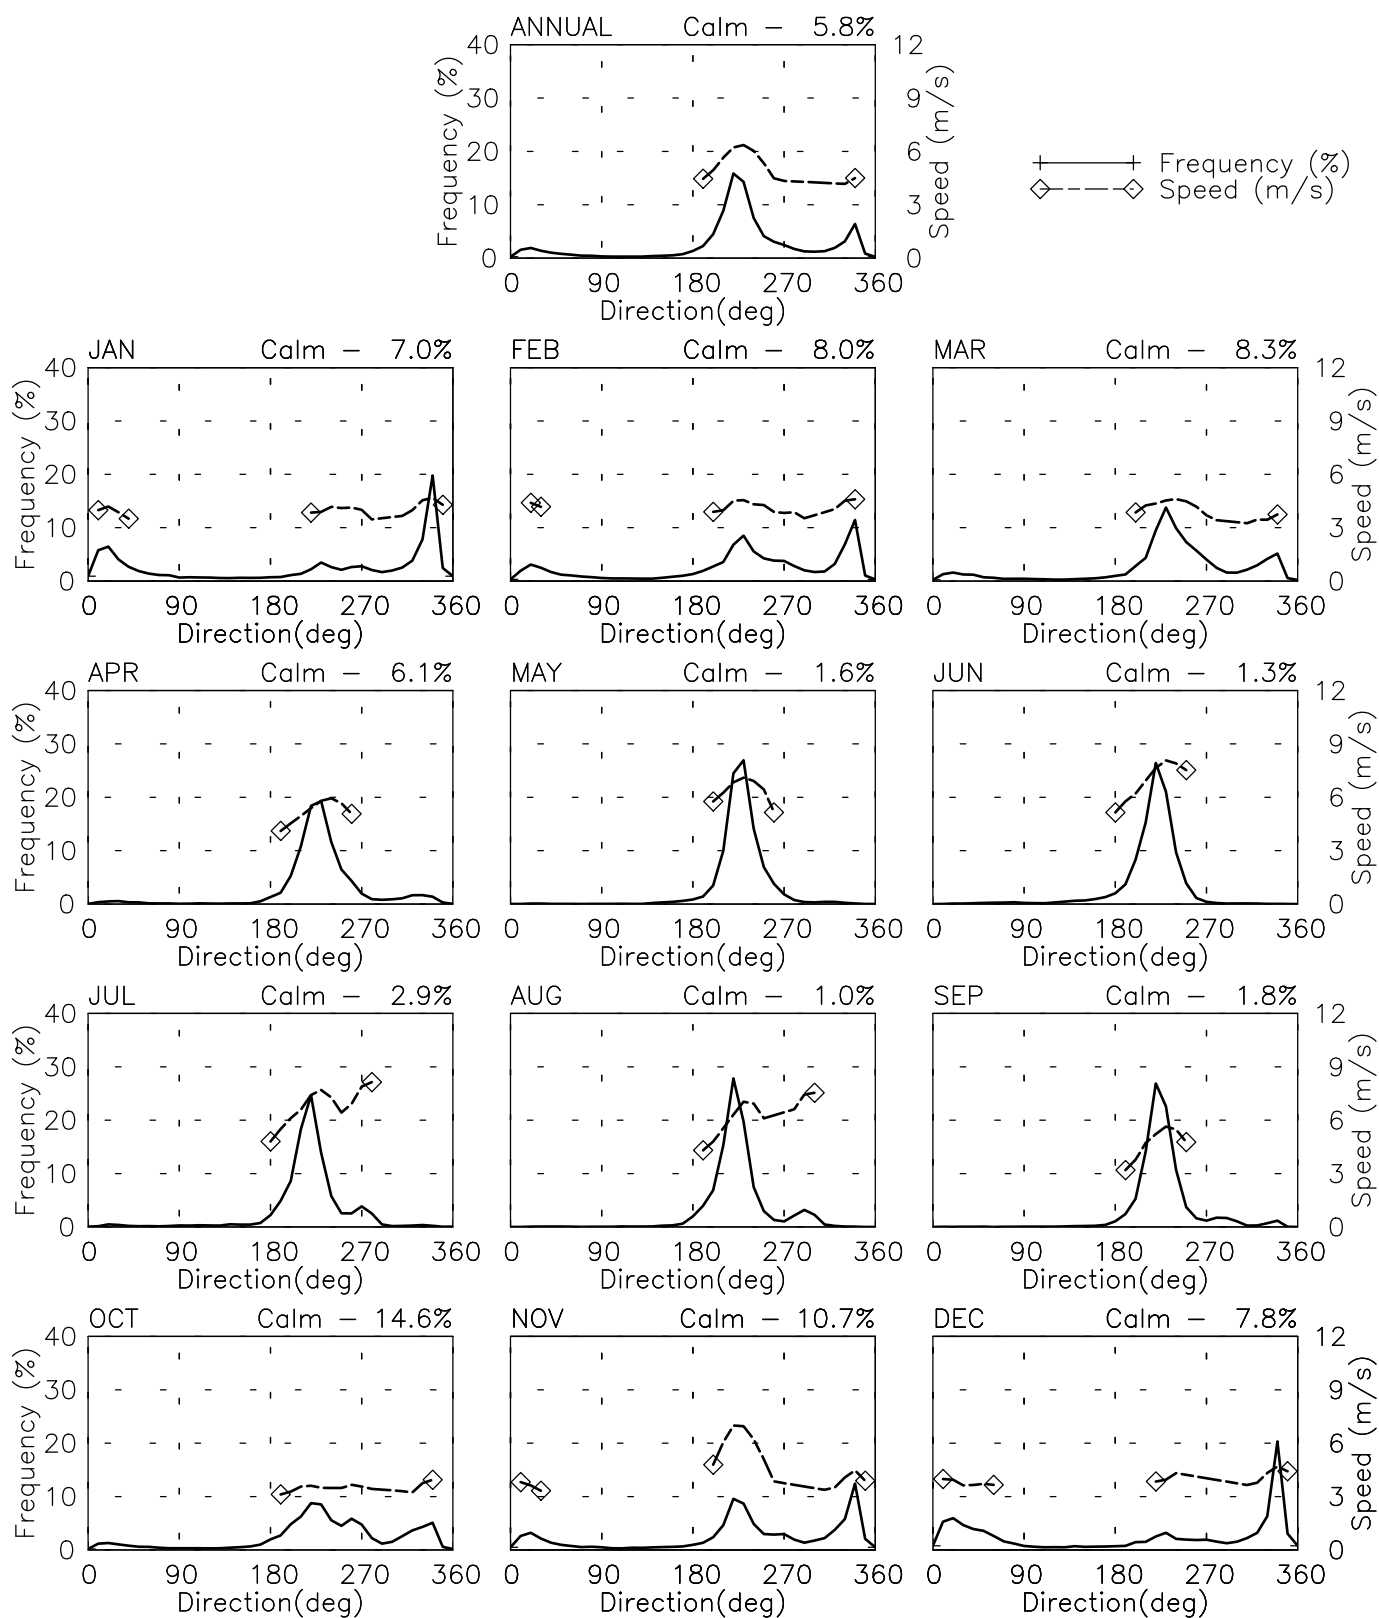 ANNUAL Calm - 5.8%
40 12
30 9
20 6
10 3
0 0
Frequency (%)
Speed (m/s)
0 90 180 270 360
Direction(deg)
Frequency (%)
Speed (m/s)
JAN Calm - 7.0% FEB Calm - 8.0% MAR Calm - 8.3%
40 12
30 9
20 6
10 3
0 0
Frequency (%)
Speed (m/s)
0 90 180 270 360 0 90 180 270 360 0 90 180 270 360
Direction(deg) Direction(deg) Direction(deg)
APR Calm - 6.1% MAY Calm - 1.6% JUN Calm - 1.3%
40 12
30 9
20 6
10 3
0 0
Frequency (%)
Speed (m/s)
0 90 180 270 360 0 90 180 270 360 0 90 180 270 360
Direction(deg) Direction(deg) Direction(deg)
JUL Calm - 2.9% AUG Calm - 1.0% SEP Calm - 1.8%
40 12
30 9
20 6
10 3
0 0
Frequency (%)
Speed (m/s)
0 90 180 270 360 0 90 180 270 360 0 90 180 270 360
Direction(deg) Direction(deg) Direction(deg)
OCT Calm - 14.6% NOV Calm - 10.7% DEC Calm - 7.8%
40 12
30 9
20 6
10 3
0 0
Frequency (%)
Speed (m/s)
0 90 180 270 360 0 90 180 270 360 0 90 180 270 360
Direction(deg) Direction(deg) Direction(deg)